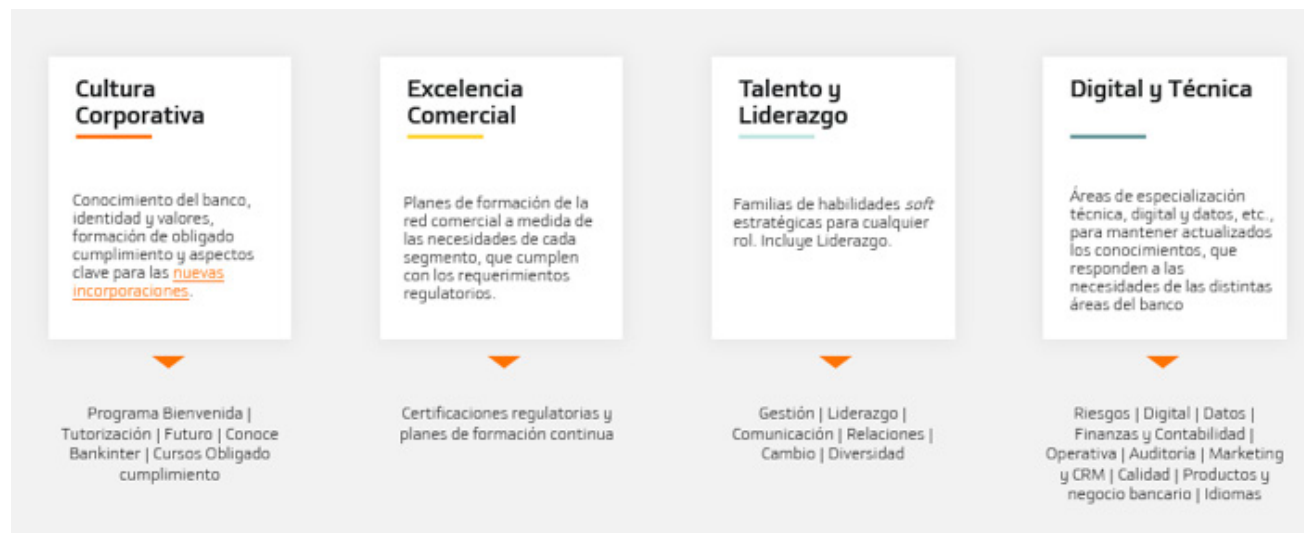 Cultura
Corporativa
Conocimiento del banco,
identidad y valores,
formación de obligado
cumplimiento y aspectos
clave para las nuevas
incorporaciones.
Programa Bienvenida |
Tutorización | Futuro | Conoce
Bankinter | Cursos Obligado
cumplimiento
Excelencia
Comercial
Planes de formación de la
red comercial a medida de
las necesidades de cada
segmento, que cumplen
con los requerimientos
regulatorios.
Certificaciones regulatorias y
planes de formación continua
Talento y
Liderazgo
Familias de habilidades soft
estratégicas para cualquier
rol. Incluye Liderazgo.
Gestión | Liderazgo |
Comunicación | Relaciones |
Cambio | Diversidad
Digital y Técnica
Áreas de especialización
técnica, digital y datos, etc.,
para mantener actualizados
los conocimientos, que
responden a las
necesidades de las distintas
áreas del banco
Riesgos | Digital | Datos |
Finanzas y Contabilidad |
Operativa | Auditoría | Marketing
y CRM | Calidad | Productos y
negocio bancario | Idiomas